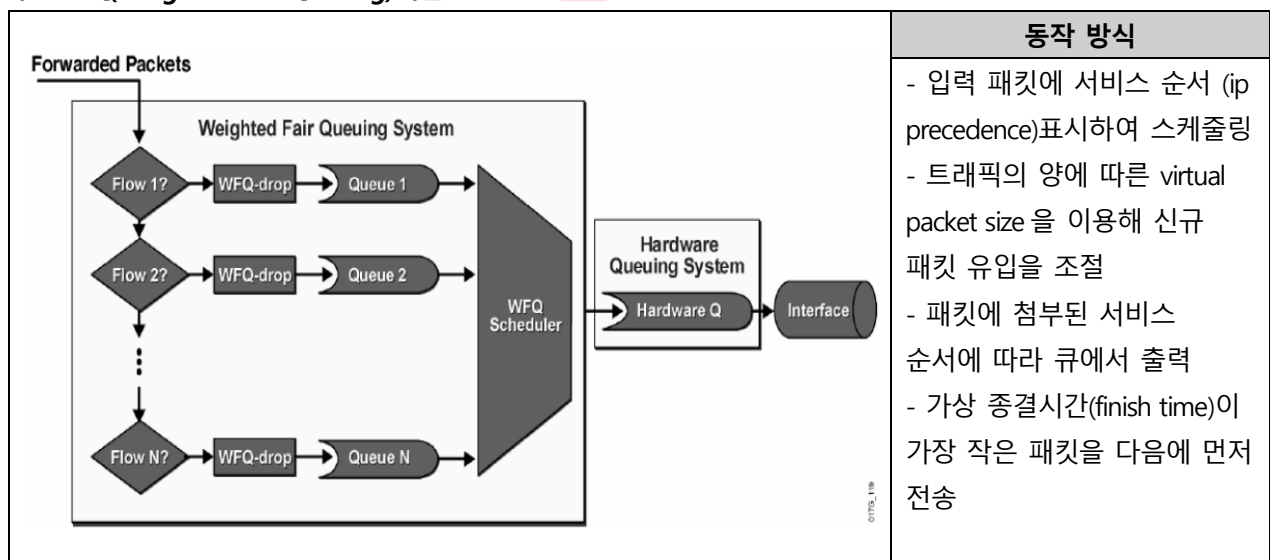 동작 방식
Forwarded Packets
Weighted Fair Queuing System
Flow 1?
WFQ-drop
Queue 1
Flow 2?
WFQ-drop
Queue 2
WFQ
Scheduler
Flow N?
WFQ-drop
Queue N
Hardware
Queuing System
Hardware Q
Interface
017G_119
- 입력 패킷에 서비스 순서 (ip
precedence)표시하여 스케줄링
- 트래픽의 양에 따른 virtual
packet size 을 이용해 신규
패킷 유입을 조절
- 패킷에 첨부된 서비스
순서에 따라 큐에서 출력
- 가상 종결시간(finish time)이
가장 작은 패킷을 다음에 먼저
전송